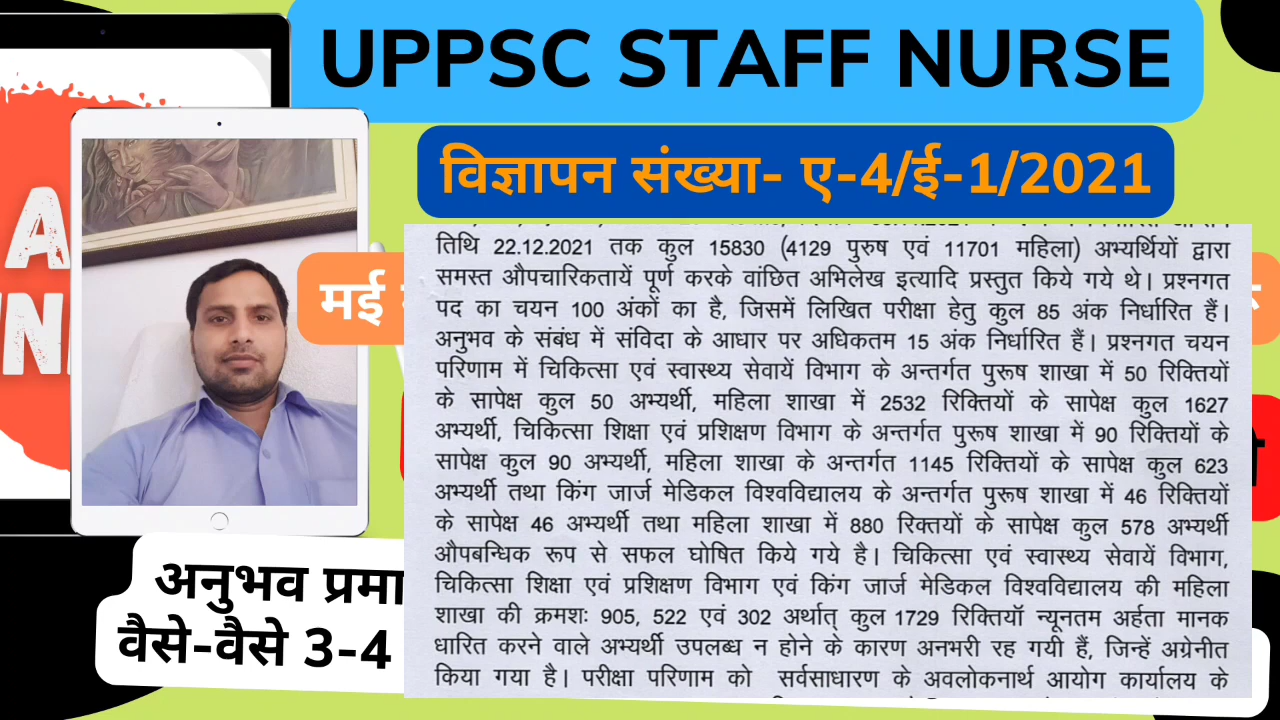 UPPSC STAFF NURSE
विज्ञापन संख्या- ए-4/ई-1/2021
तिथि 22.12.2021 तक कुल 15830 (4129 पुरुष एवं 11701 महिला) अभ्यर्थियों द्वारा
समस्त औपचारिकतायें पूर्ण करके वांछित अभिलेख इत्यादि प्रस्तुत किये गये थे। प्रश्नगत
पद का चयन 100 अंकों का है, जिसमें लिखित परीक्षा हेतु कुल 85 अंक निर्धारित हैं।
अनुभव के संबंध में संविदा के आधार पर अधिकतम 15 अंक निर्धारित हैं। प्रश्नगत चयन
परिणाम में चिकित्सा एवं स्वास्थ्य सेवायें विभाग के अन्तर्गत पुरूष शाखा में 50 रिक्तियों
के सापेक्ष कुल 50 अभ्यर्थी, महिला शाखा में 2532 रिक्तियों के सापेक्ष कुल 1627
अभ्यर्थी, चिकित्सा शिक्षा एवं प्रशिक्षण विभाग के अन्तर्गत पुरूष शाखा में 90 रिक्तियों के
सापेक्ष कुल 90 अभ्यर्थी, महिला शाखा के अन्तर्गत 1145 रिक्तियों के सापेक्ष कुल 623
अभ्यर्थी तथा किंग जार्ज मेडिकल विश्वविद्यालय के अन्तर्गत पुरूष शाखा में 46 रिक्तियों
के सापेक्ष 46 अभ्यर्थी तथा महिला शाखा में 880 रिक्तयों के सापेक्ष कुल 578 अभ्यर्थी
औपबन्धिक रूप से सफल घोषित किये गये है। चिकित्सा एवं स्वास्थ्य सेवायें विभाग,
चिकित्सा शिक्षा एवं प्रशिक्षण विभाग एवं किंग जार्ज मेडिकल विश्वविद्यालय की महिला
शाखा की क्रमशः 905, 522 एवं 302 अर्थात् कुल 1729 रिक्तियॉ न्यूनतम अर्हता मानक
धारित करने वाले अभ्यर्थी उपलब्ध न होने के कारण अनभरी रह गयी हैं, जिन्हें अग्रेनीत
किया गया है। परीक्षा परिणाम को सर्वसाधारण के अवलोकनार्थ आयोग कार्यालय के
मई
अनुभव प्रमा
वैसे-वैसे 3-4